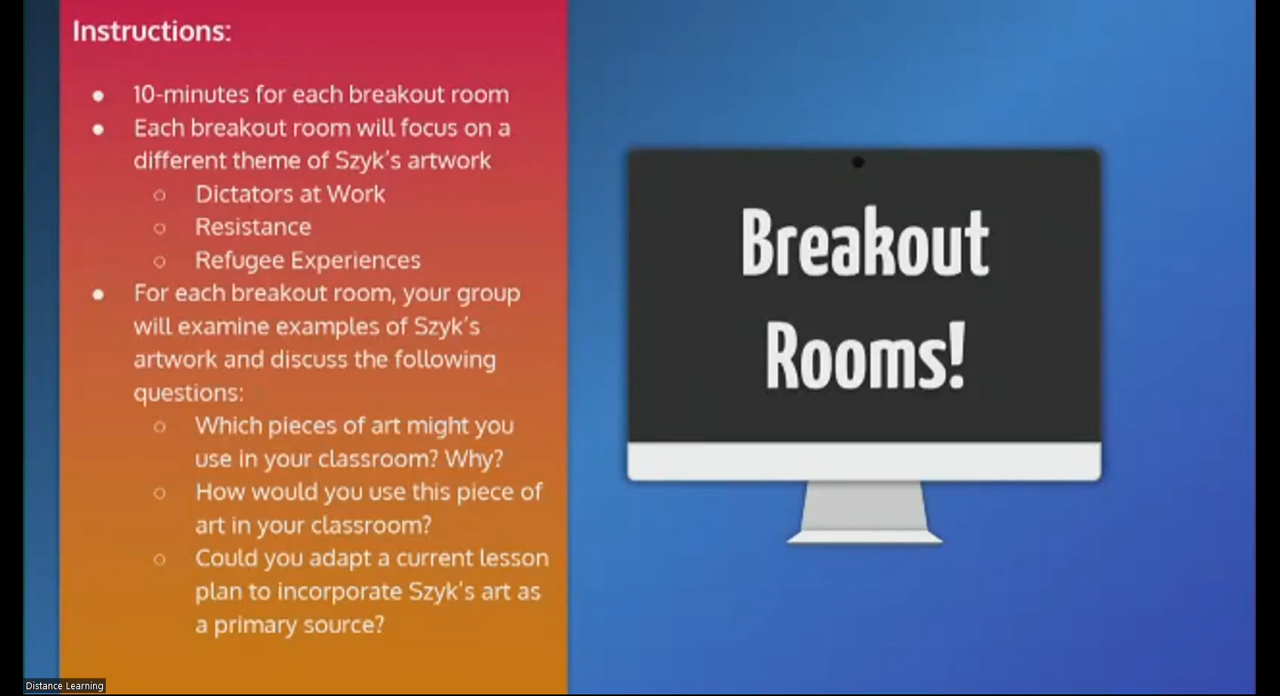 Instructions:
● 10-minutes for each breakout room
● Each breakout room will focus on a
different theme of Szyk's artwork
○ Dictators at Work
○ Resistance
○ Refugee Experiences
● For each breakout room, your group
will examine examples of Szyk's
artwork and discuss the following
questions:
○ Which pieces of art might you
use in your classroom? Why?
○ How would you use this piece of
art in your classroom?
○ Could you adapt a current lesson
plan to incorporate Szyk's art as
a primary source?
Breakout
Rooms!
Distance Learning